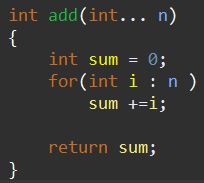 int add(int... n)
{
    int sum = 0;
    for(int i : n )
        sum +=i;

    return sum;
}